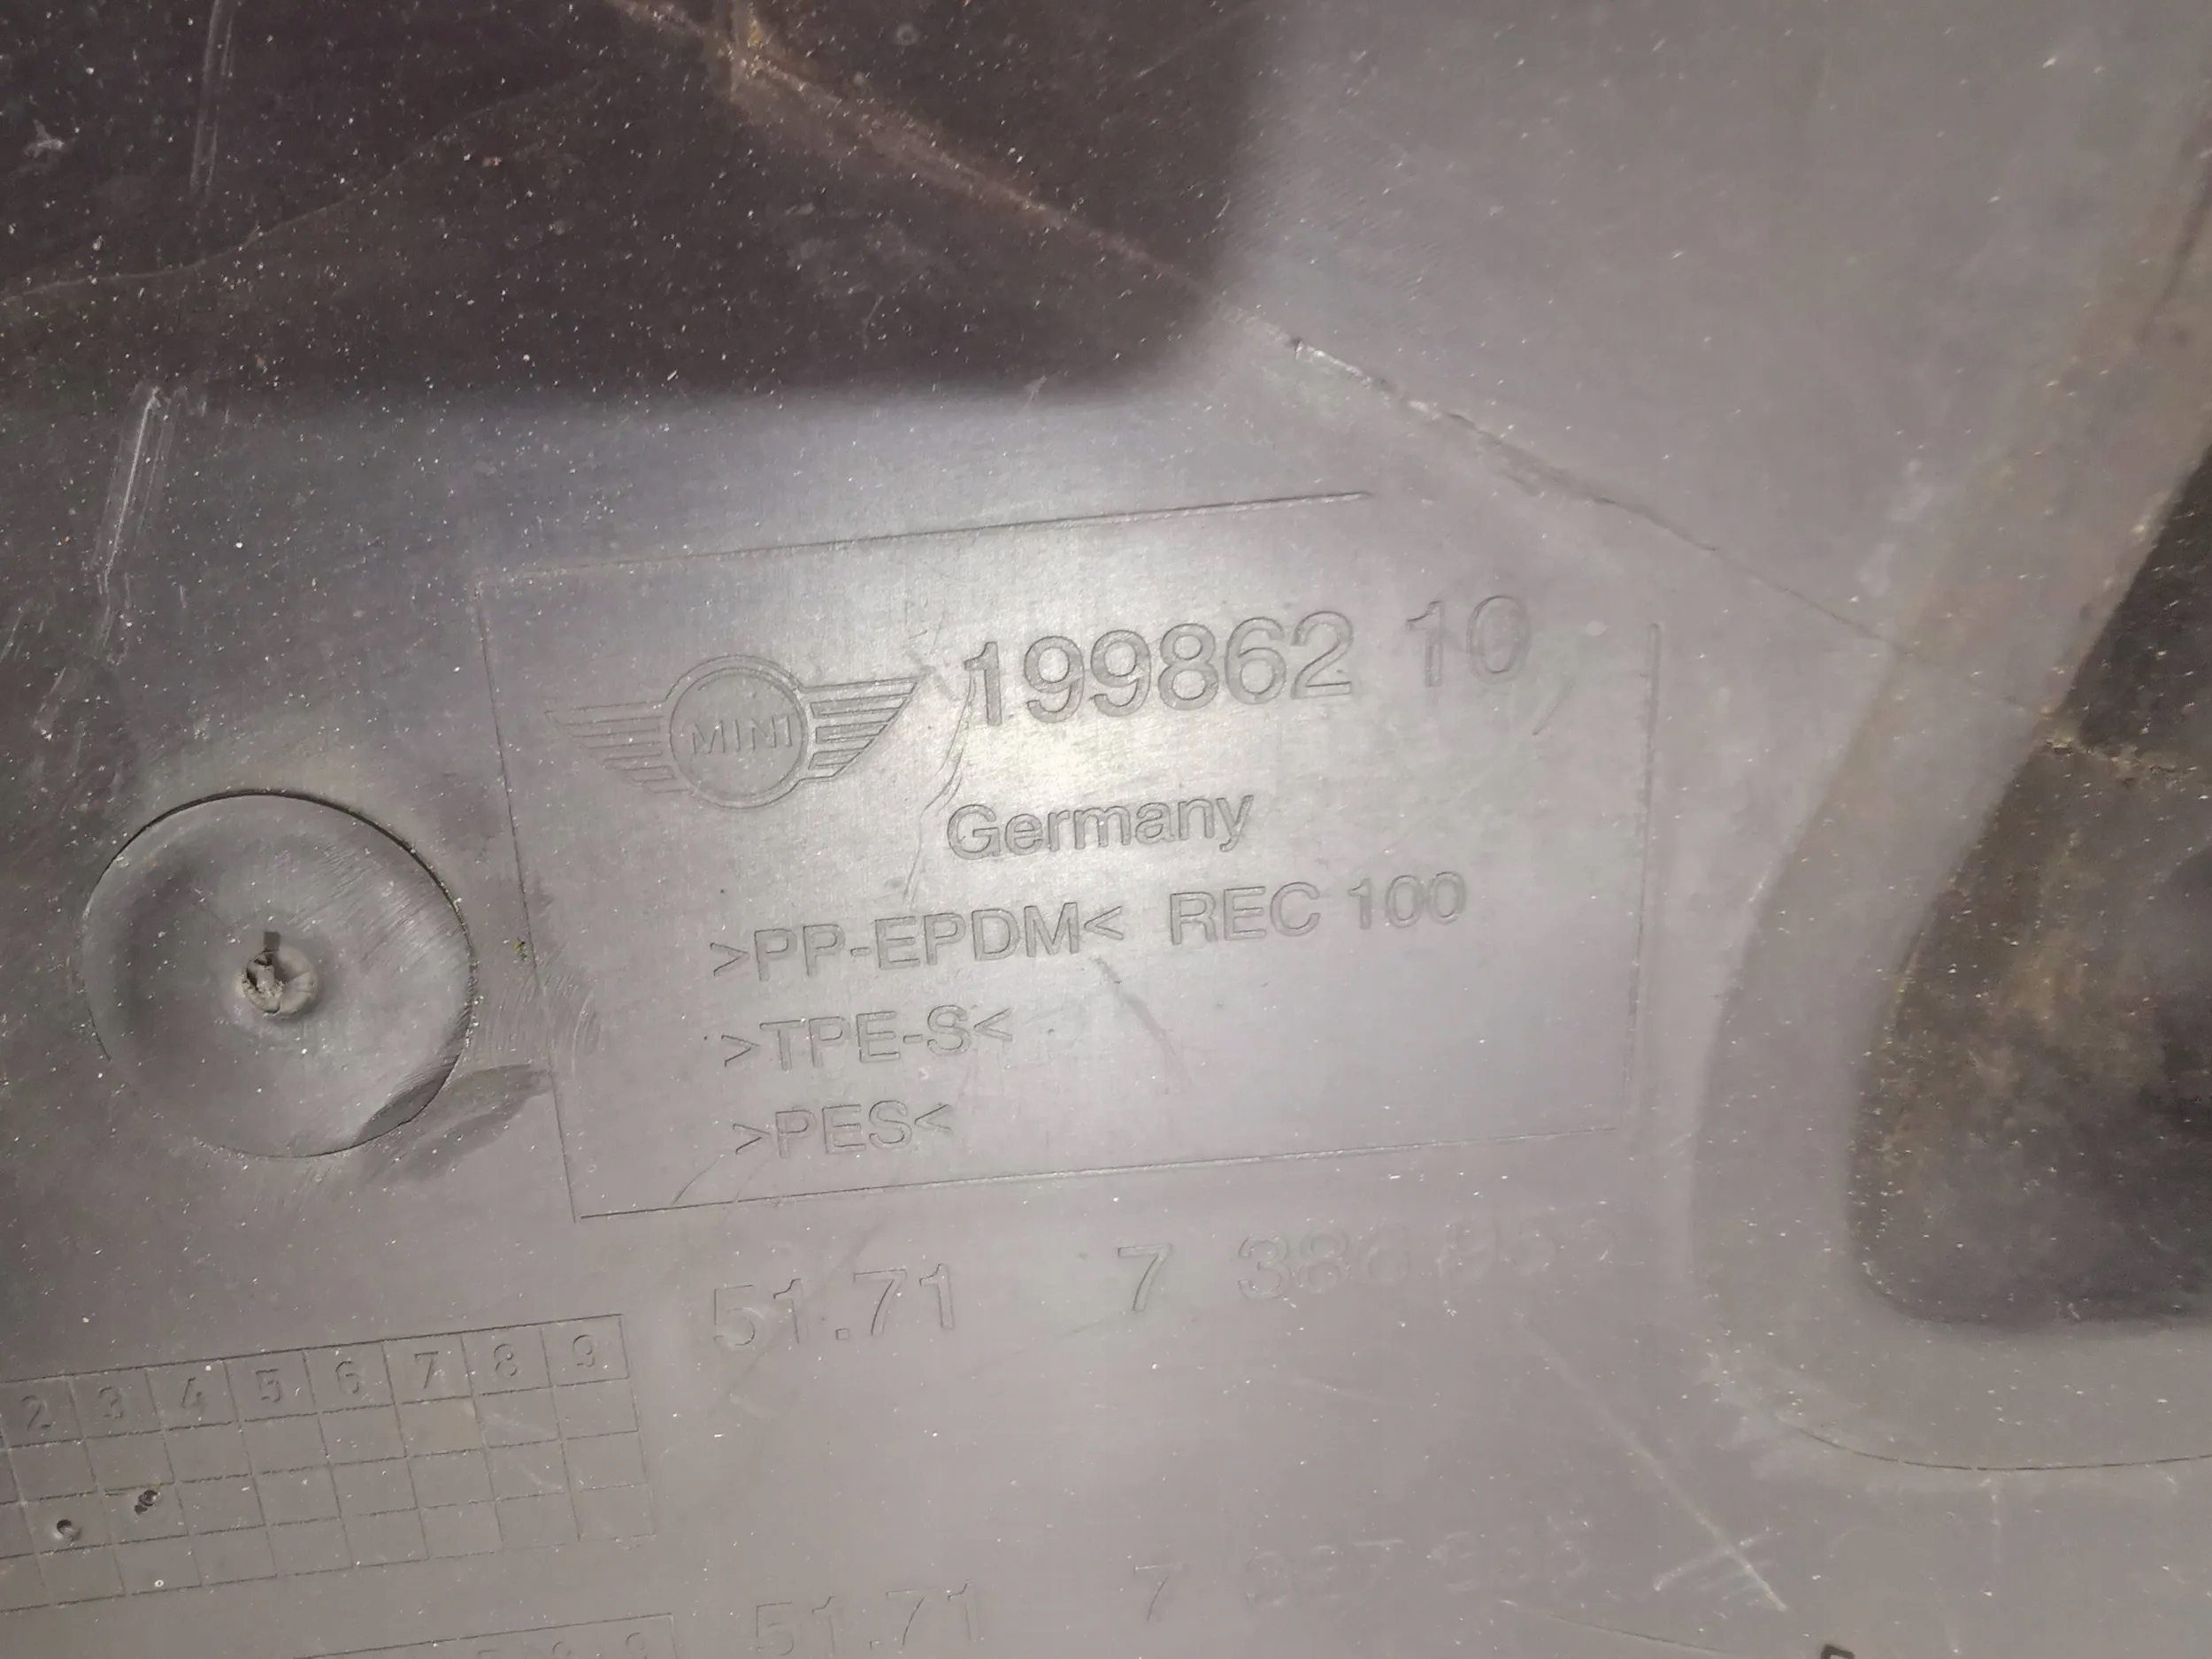 MINI 199862 10
Germany
>PP-EPDM< REC 100
>TPE-S<
>PES<
51.71 7
2 3 4 5 6 7 8 9
51.71 7